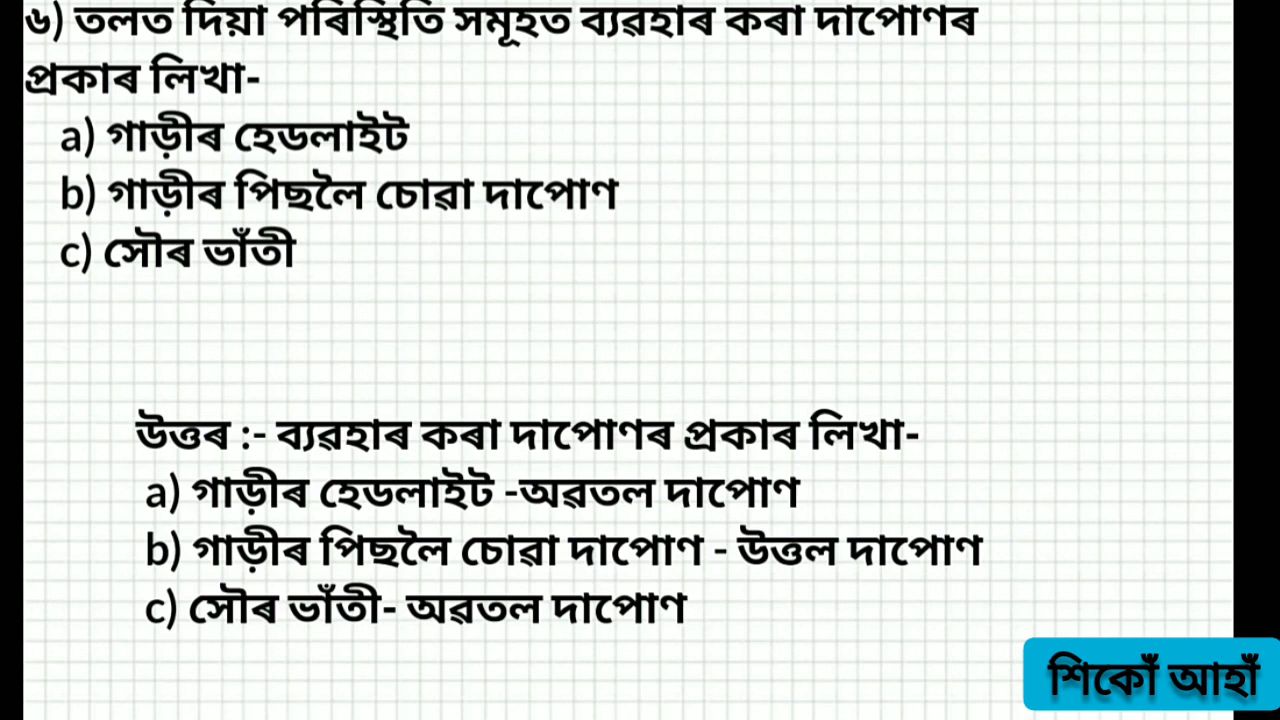 ৬) তলত দিয়া পৰিস্থিতি সমূহত ব্যৱহাৰ কৰা দাপোণৰ
প্ৰকাৰ লিখা-
a) গাড়ীৰ হেডলাইট
b) গাড়ীৰ পিছলৈ চোৱা দাপোণ
c) সৌৰ ভাঁতী
উত্তৰ :- ব্যৱহাৰ কৰা দাপোণৰ প্ৰকাৰ লিখা-
a) গাড়ীৰ হেডলাইট -অৱতল দাপোণ
b) গাড়ীৰ পিছলৈ চোৱা দাপোণ - উত্তল দাপোণ
c) সৌৰ ভাঁতী- অৱতল দাপোণ
শিকোঁ আহাঁ